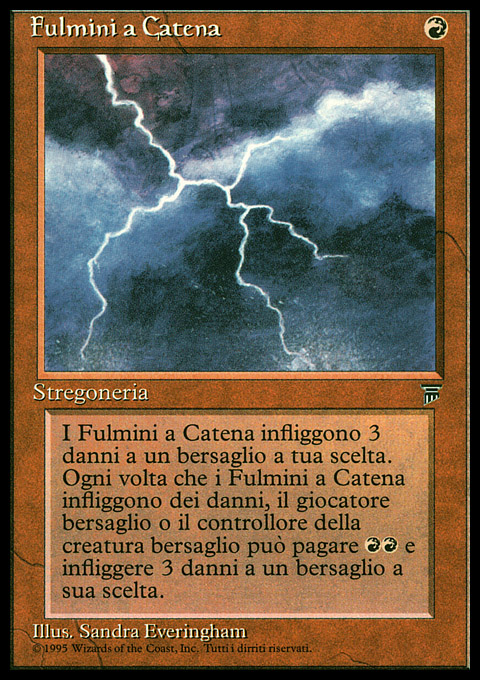 Fulmini a Catena
Stregoneria
I Fulmini a Catena infliggono 3
danni a un bersaglio a tua scelta.
Ogni volta che i Fulmini a Catena
infliggono dei danni, il giocatore
bersaglio o il controllore della
creatura bersaglio può pagare e
infliggere 3 danni a un bersaglio a
sua scelta.
Illus. Sandra Everingham
© 1995 Wizards of the Coast, Inc. Tutti i dirriti riservati.